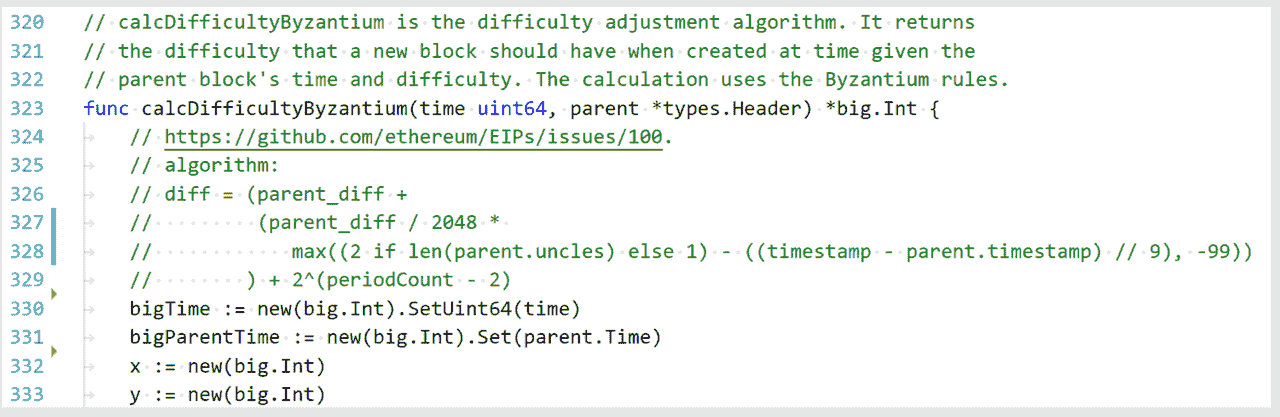 320 // calcDifficultyByzantium is the difficulty adjustment algorithm. It returns
321 // the difficulty that a new block should have when created at time given the
322 // parent block's time and difficulty. The calculation uses the Byzantium rules.
323 func calcDifficultyByzantium(time uint64, parent *types.Header) *big.Int {
324 // https://github.com/ethereum/EIPs/issues/100.
325 // algorithm:
326 // diff = (parent_diff +
327 //         (parent_diff / 2048 *
328 //            max((2 if len(parent.uncles) else 1) - ((timestamp - parent.timestamp) // 9), -99))
329 //        ) + 2^(periodCount - 2)
330 bigTime := new(big.Int).SetUint64(time)
331 bigParentTime := new(big.Int).Set(parent.Time)
332 x := new(big.Int)
333 y := new(big.Int)